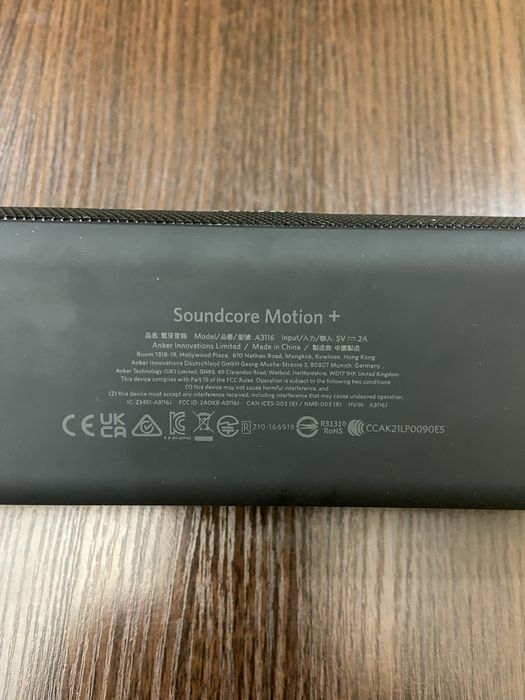 Soundcore Motion +
品名: 藍牙音箱 Model/品番/型號: A3116 Input/入力/輸入: 5V ⎓ 2A
Anker Innovations Limited / Made in China / 製造商: 中國製造
Room 1318-19, Hollywood Plaza, 610 Nathan Road, Mongkok, Kowloon, Hong Kong
Anker Innovations Deutschland GmbH Georg-Muche-Strasse 3, 80807 Munich, Germany
Anker Technology (UK) Limited, GNR8, 49 Clarendon Road, Watford, Hertfordshire, WD17 1HP, United Kingdom
This device complies with Part 15 of the FCC Rules. Operation is subject to the following two conditions
(1) this device may not cause harmful interference, and
(2) this device must accept any interference received, including interference that may cause undesired operation.
IC: 23451-A3116J FCC ID: 2AOKB-A3116J CAN ICES-003 (B) / NMB-003 (B) HVIN: A3116J
CE UK CA R 210-166919 R31310 RoHS CCAK21LP0090E5